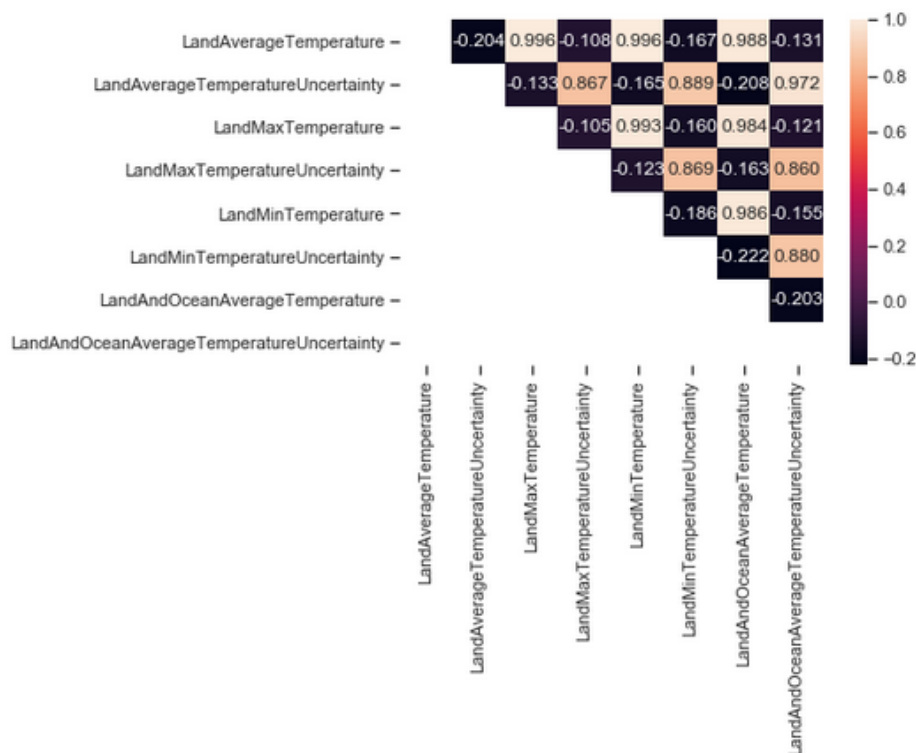 LandAverageTemperature -0.204 0.996 -0.108 0.996 -0.167 0.988 -0.131
LandAverageTemperatureUncertainty -0.133 0.867 -0.165 0.889 -0.208 0.972
LandMaxTemperature -0.105 0.993 -0.160 0.984 -0.121
LandMaxTemperatureUncertainty -0.123 0.869 -0.163 0.860
LandMinTemperature -0.186 0.986 -0.155
LandMinTemperatureUncertainty -0.222 0.880
LandAndOceanAverageTemperature -0.203
LandAndOceanAverageTemperatureUncertainty
LandAverageTemperature
LandAverageTemperatureUncertainty
LandMaxTemperature
LandMaxTemperatureUncertainty
LandMinTemperature
LandMinTemperatureUncertainty
LandAndOceanAverageTemperature
LandAndOceanAverageTemperatureUncertainty
1.0
0.8
0.6
0.4
0.2
0.0
-0.2